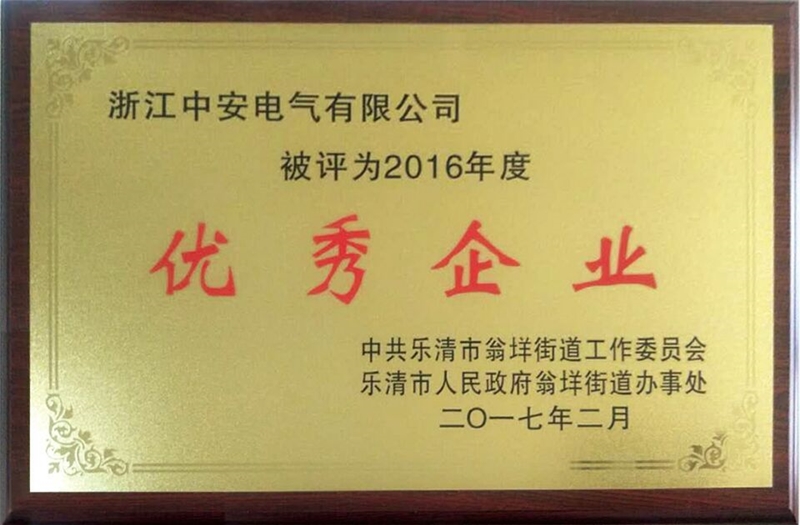 浙江中安电气有限公司
被评为2016年度
优秀企业
中共乐清市翁垟街道工作委员会
乐清市人民政府翁垟街道办事处
二〇一七年二月